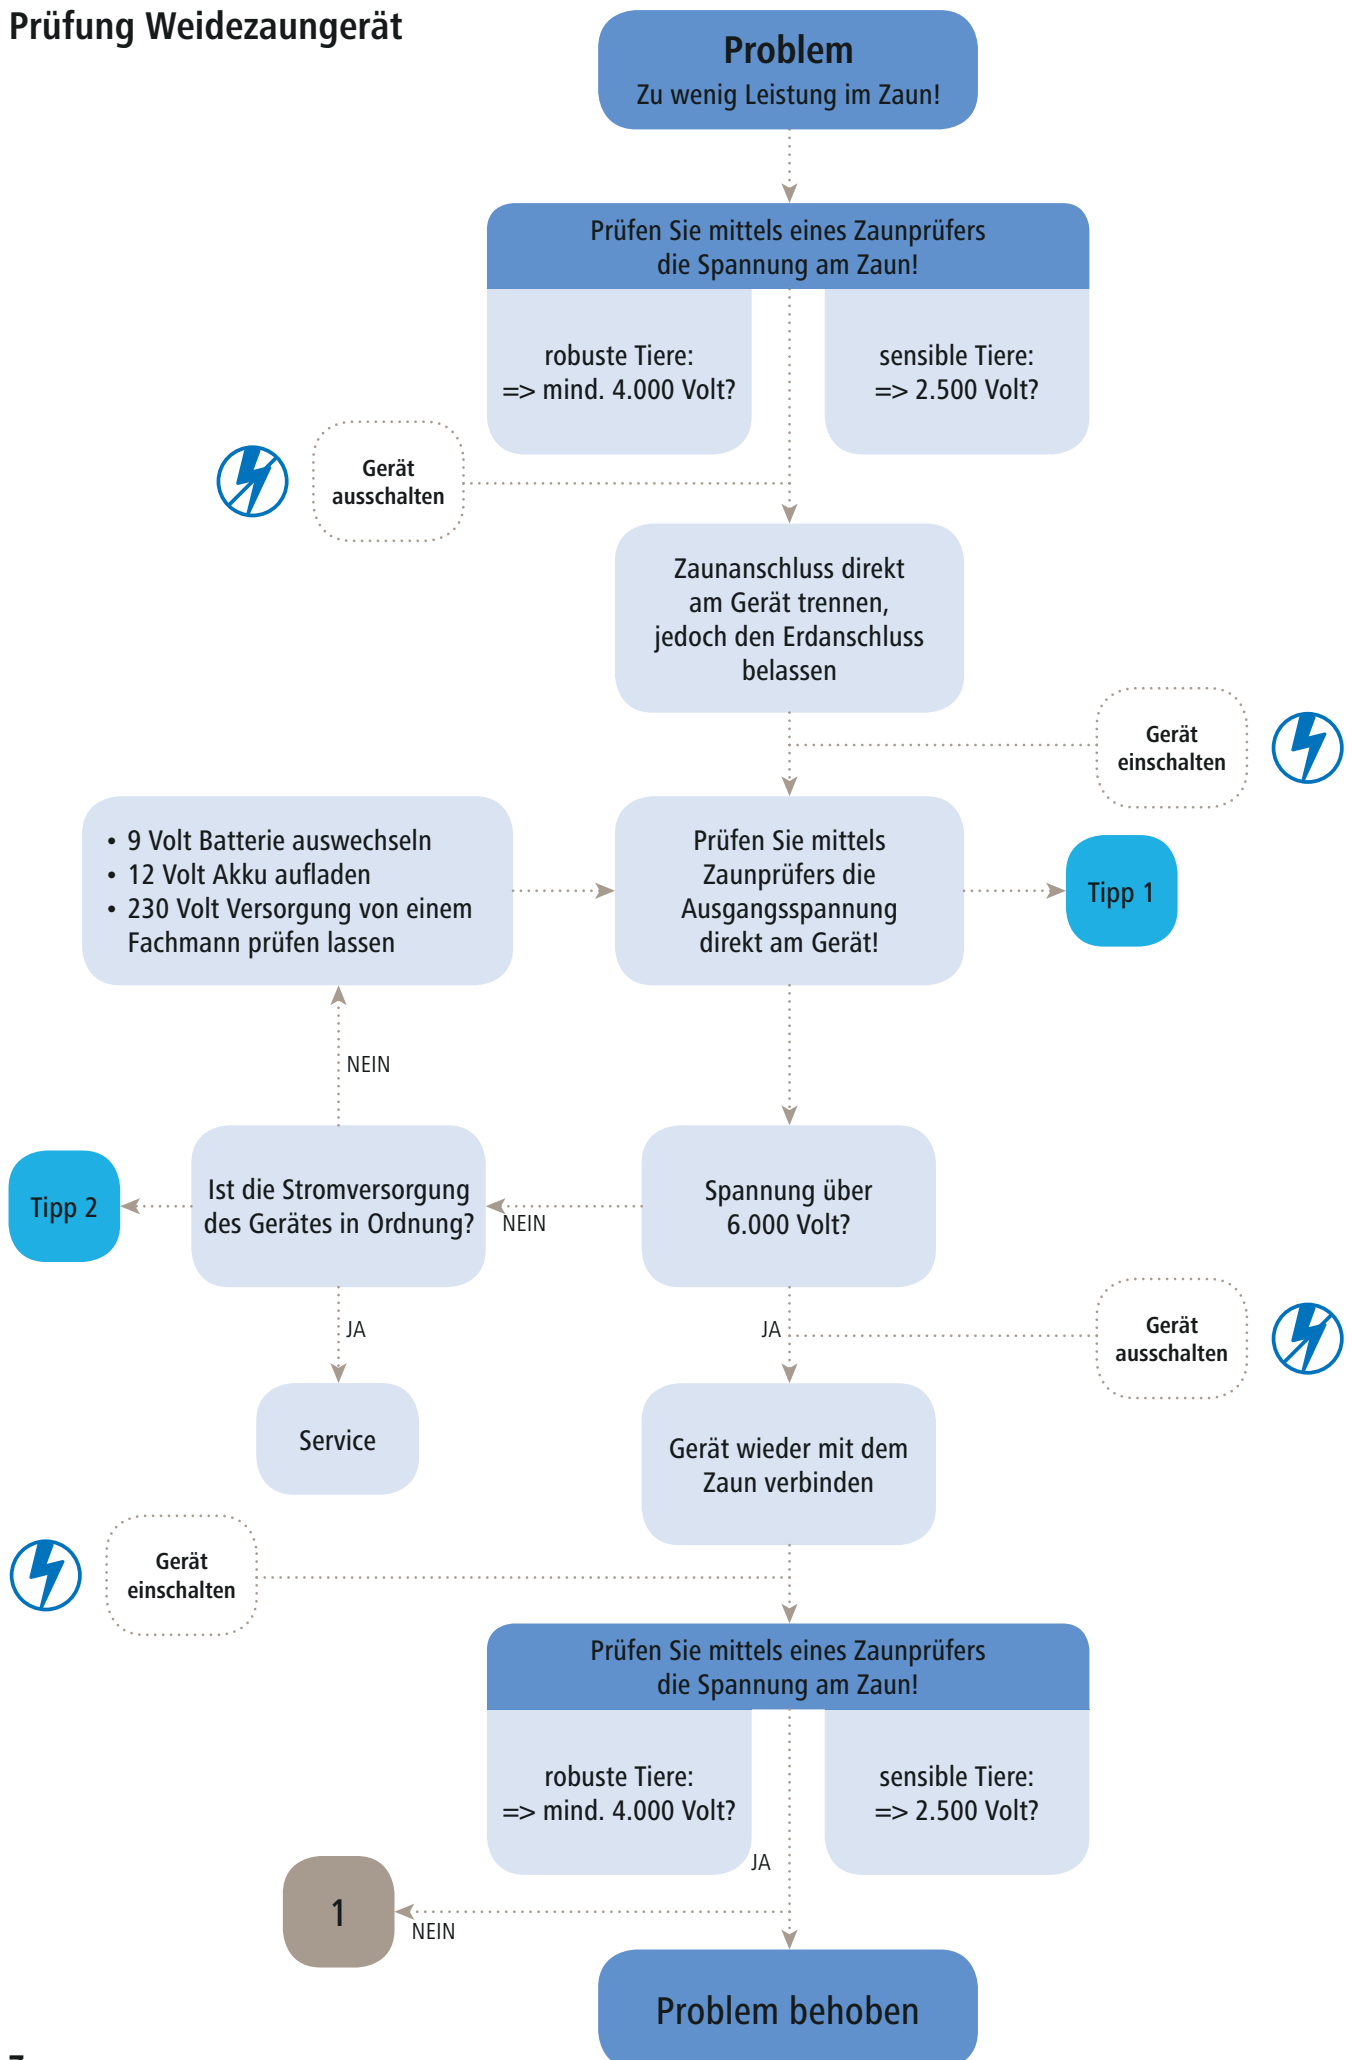 Prüfung Weidezaungerät
Problem
Zu wenig Leistung im Zaun!
Prüfen Sie mittels eines Zaunprüfers
die Spannung am Zaun!
robuste Tiere:
=> mind. 4.000 Volt?
sensible Tiere:
=> 2.500 Volt?
Gerät
ausschalten
Zaunanschluss direkt
am Gerät trennen,
jedoch den Erdanschluss
belassen
Gerät
einschalten
• 9 Volt Batterie auswechseln
• 12 Volt Akku aufladen
• 230 Volt Versorgung von einem
Fachmann prüfen lassen
Prüfen Sie mittels
Zaunprüfers die
Ausgangsspannung
direkt am Gerät!
Tipp 1
NEIN
Tipp 2
Ist die Stromversorgung
des Gerätes in Ordnung?
NEIN
Spannung über
6.000 Volt?
JA
JA
Gerät
ausschalten
Service
Gerät wieder mit dem
Zaun verbinden
Gerät
einschalten
Prüfen Sie mittels eines Zaunprüfers
die Spannung am Zaun!
robuste Tiere:
=> mind. 4.000 Volt?
sensible Tiere:
=> 2.500 Volt?
JA
1
NEIN
Problem behoben